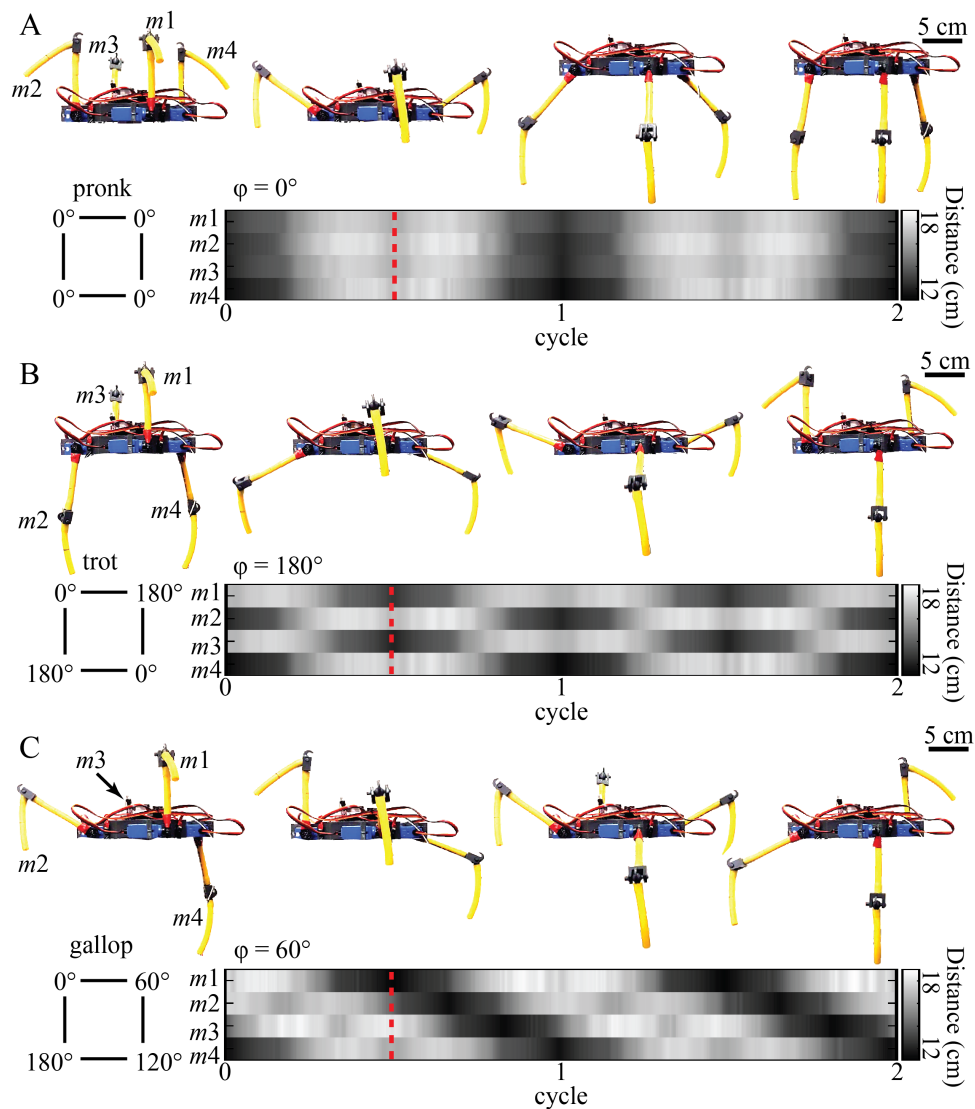 A
m1
m3
m4
m2
5 cm
pronk
φ = 0°
0° 0°
0° 0°
m1
m2
m3
m4
0 1 2
cycle
18
12
Distance (cm)
B
m3
m1
5 cm
m2
m4
trot
φ = 180°
0° 180°
180° 0°
m1
m2
m3
m4
0 1 2
cycle
18
12
Distance (cm)
C
m3
m1
5 cm
m2
m4
gallop
φ = 60°
0° 60°
180° 120°
m1
m2
m3
m4
0 1 2
cycle
18
12
Distance (cm)